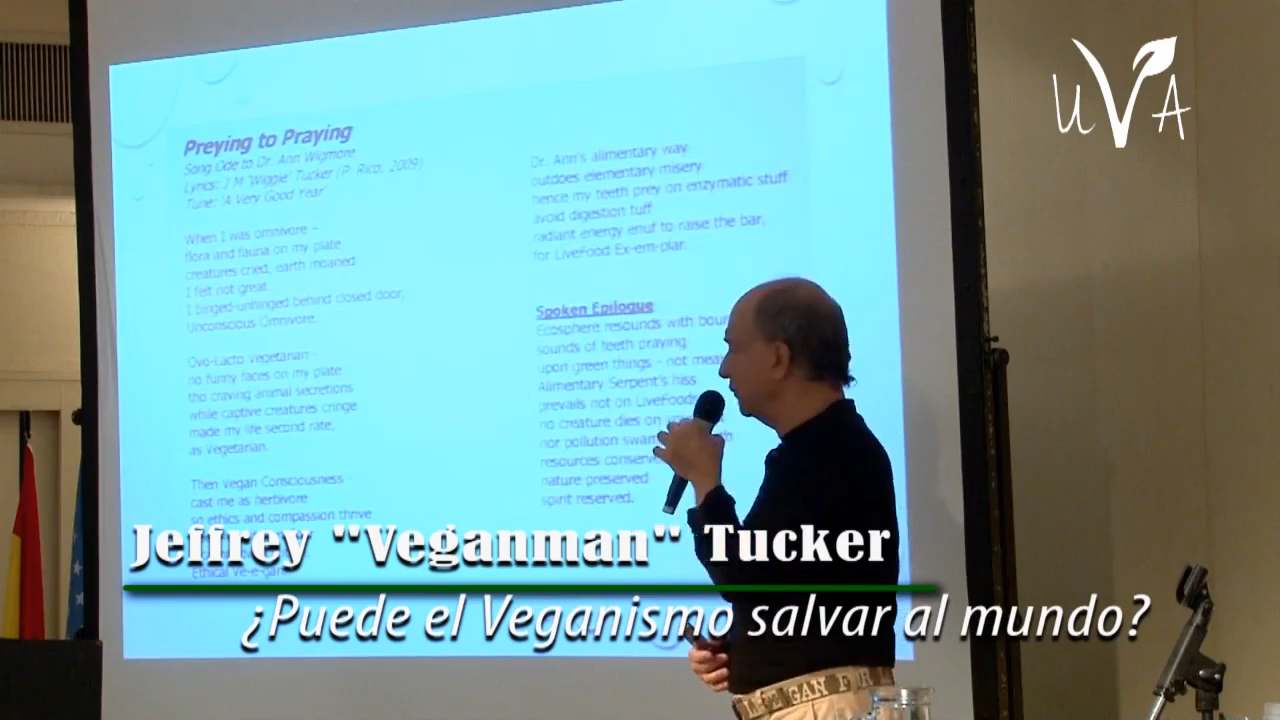 UVA
Preying to Praying
Song Ode to Dr. Ann Wigmore
Lyrics: J M 'Wiggie' Tucker (P. Rico, 2009)
Tune: 'A Very Good Year'
When I was omnivore –
flora and fauna on my plate
creatures cried, earth moaned
I felt not great
I binged-unhinged behind closed door,
Unconscious Omnivore.
Ovo-Lacto Vegetarian -
no funny faces on my plate
tho craving animal secretions
while captive creatures cringe
made my life second rate,
as Vegetarian.
Then Vegan Consciousness -
cast me as herbivore
so ethics and compassion thrive
Dr. Ann's alimentary way
outdoes elementary misery
hence my teeth prey on enzymatic stuff
avoid digestion tuff
radiant energy enuf to raise the bar,
for LiveFood Ex-em-plar.
Spoken Epilogue
Ecosphere resounds with
sounds of teeth praying
upon green things - not
Alimentary Serpent's hiss
prevails not on LiveFood
no creature dies on
nor pollution
resources
nature preserved
spirit reserved.
Jeffrey "Veganman" Tucker
¿Puede el Veganismo salvar al mundo?